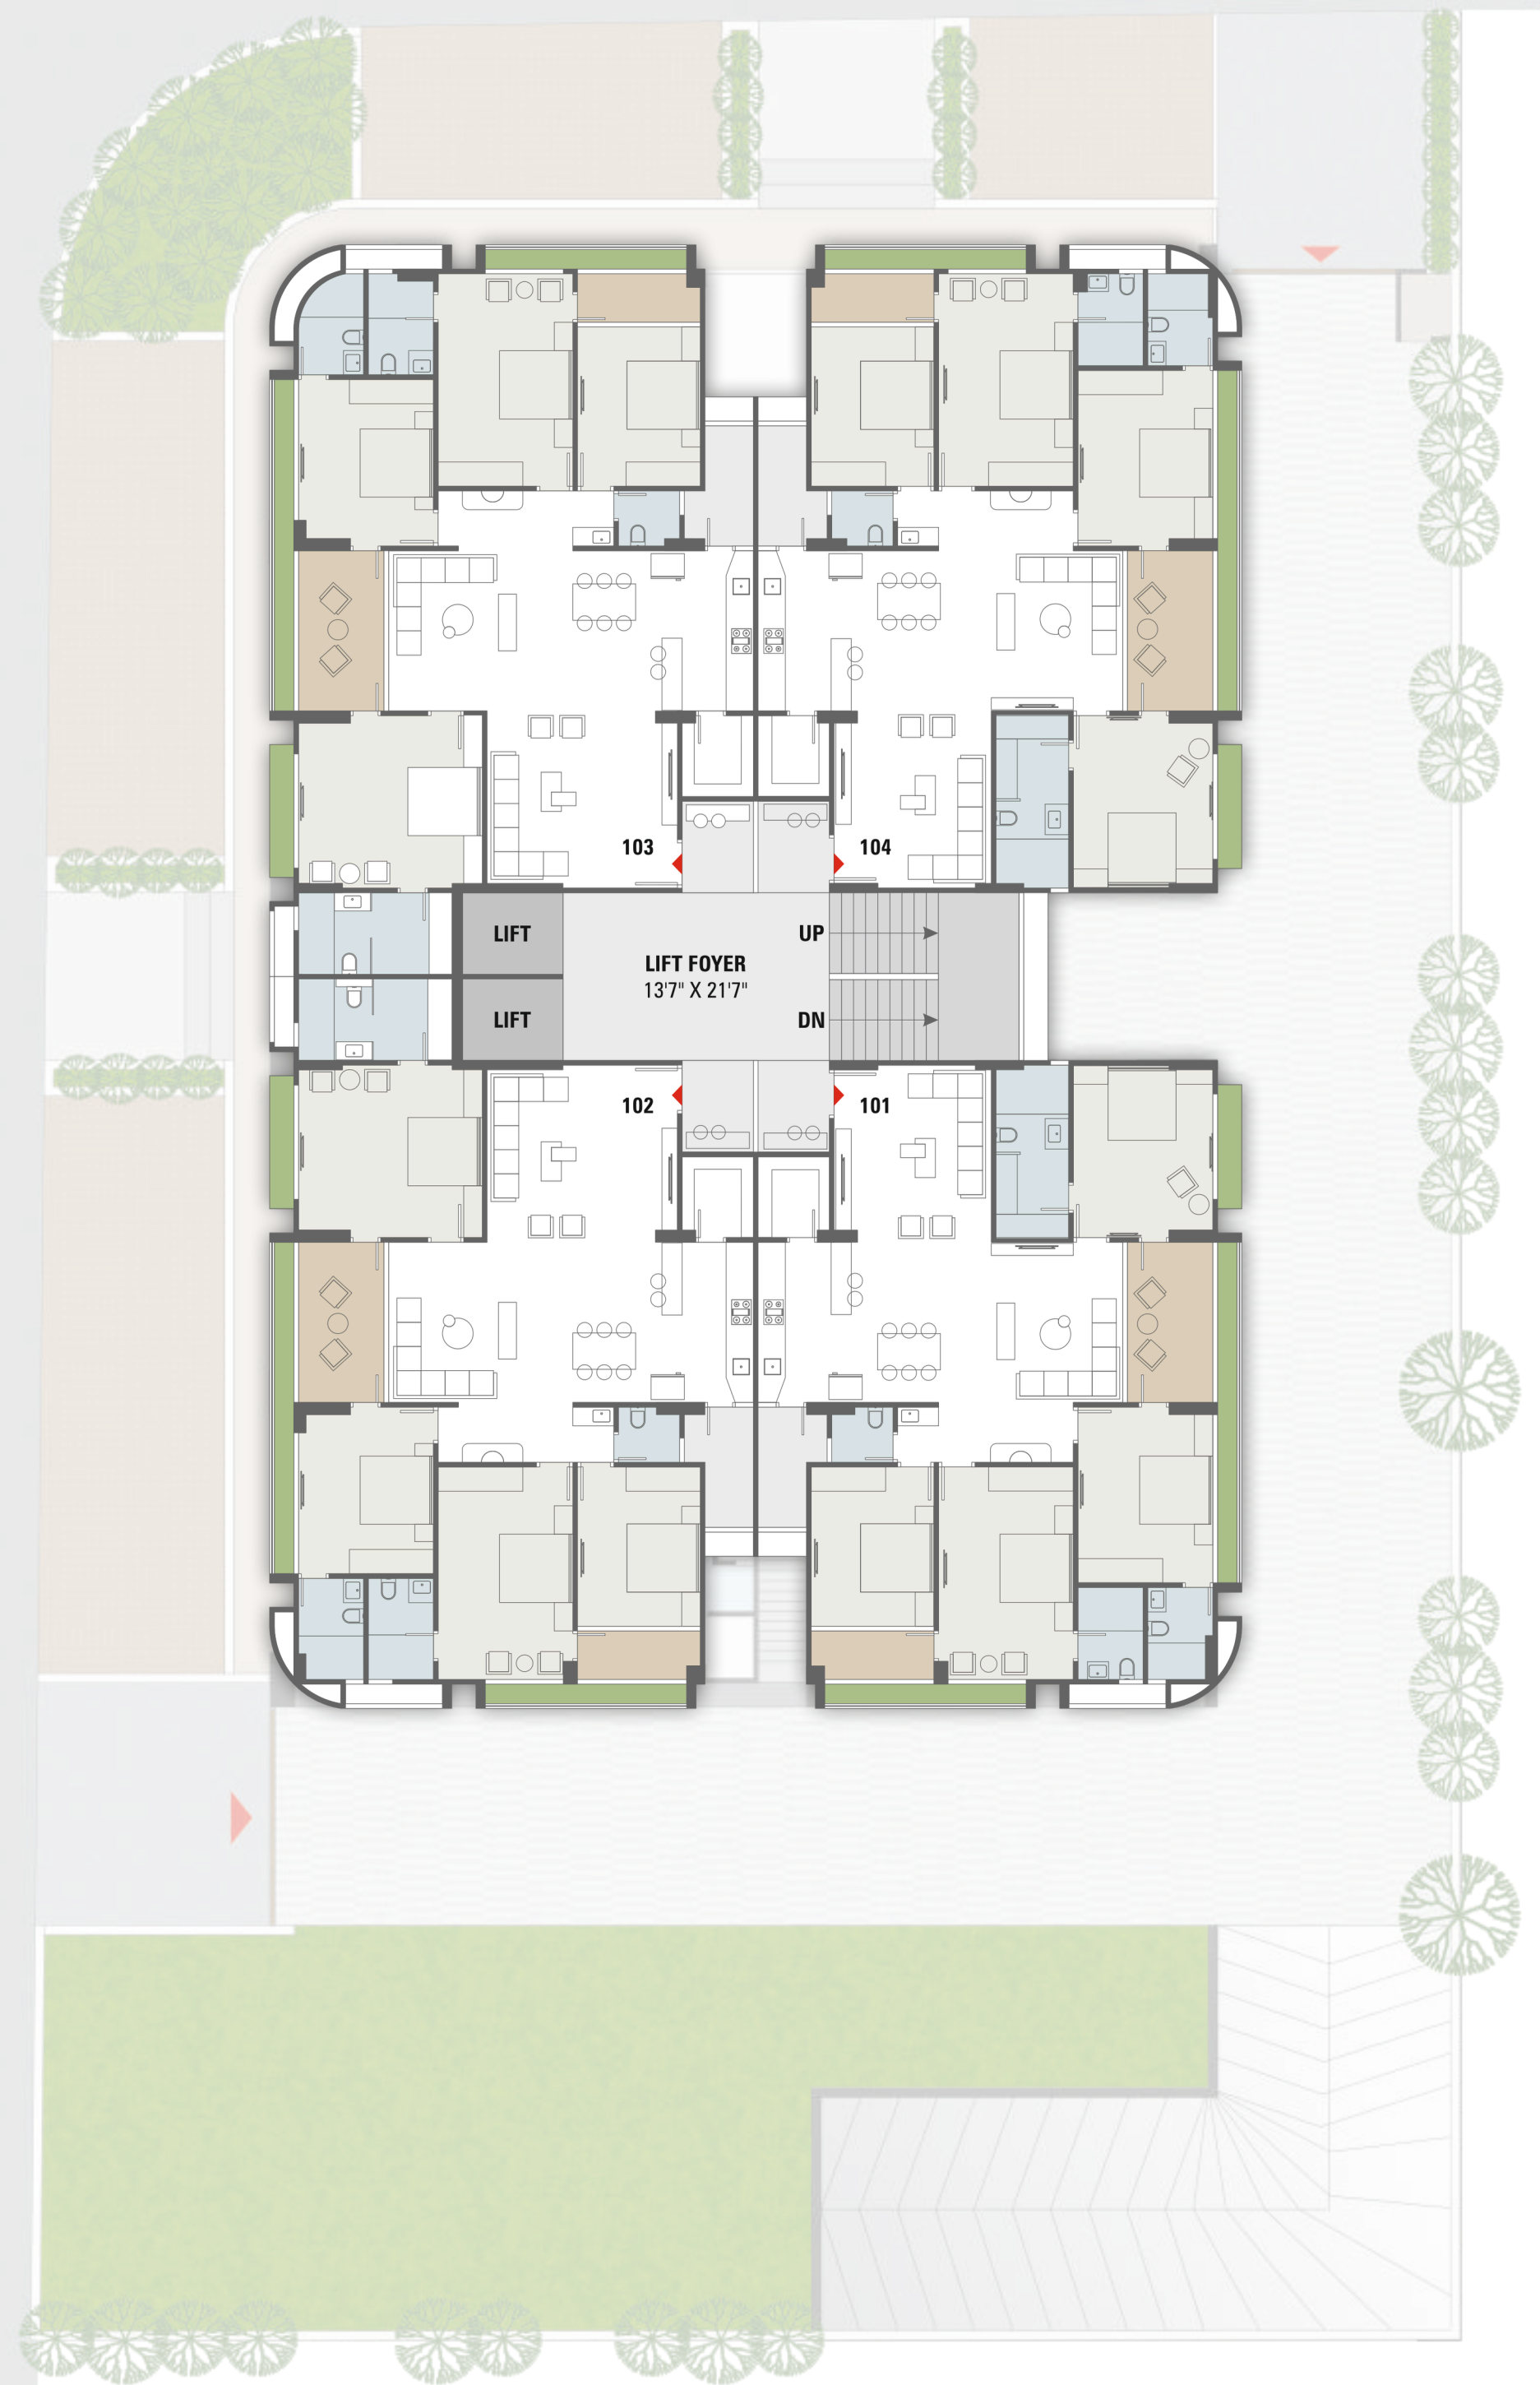 103
104
LIFT
UP
LIFT FOYER
13'7" X 21'7"
LIFT
DN
102
101